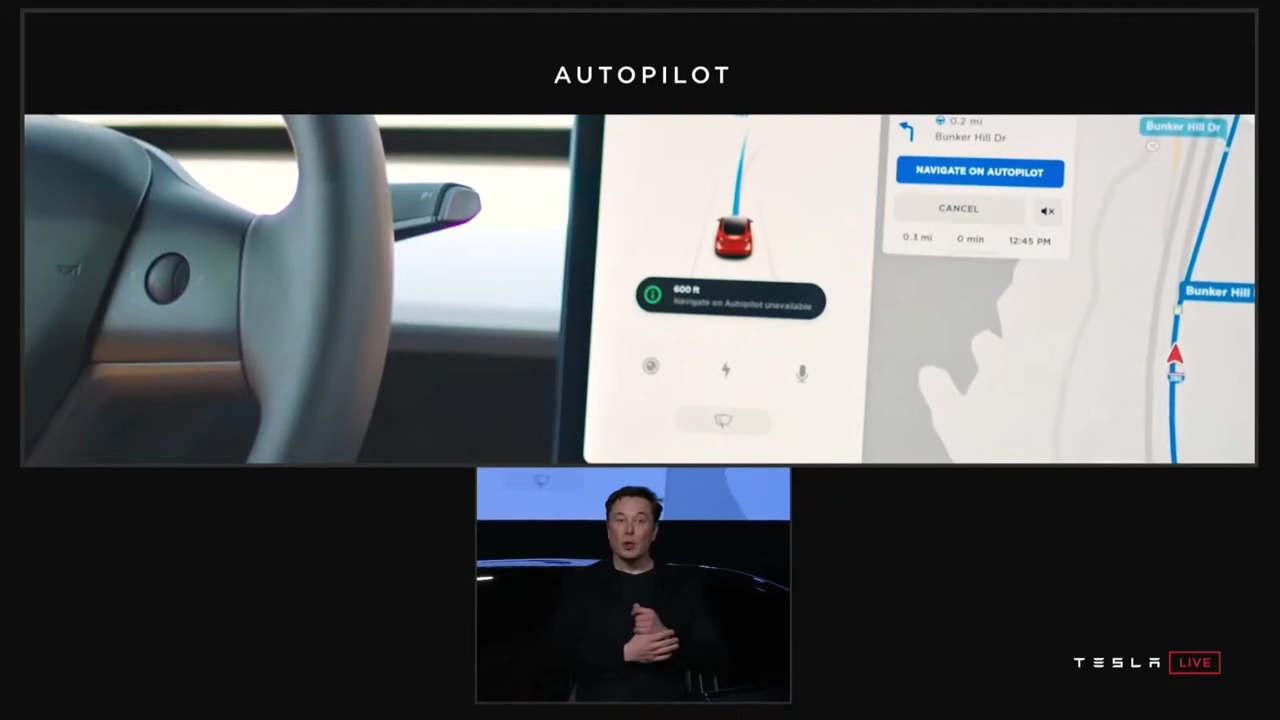 AUTOPILOT
0.2 mi
Bunker Hill Dr
NAVIGATE ON AUTOPILOT
CANCEL
0.3 mi 0 min 12:45 PM
Bunker Hill Dr
600 ft
Navigate on Autopilot unavailable
Bunker Hill
TESLA LIVE